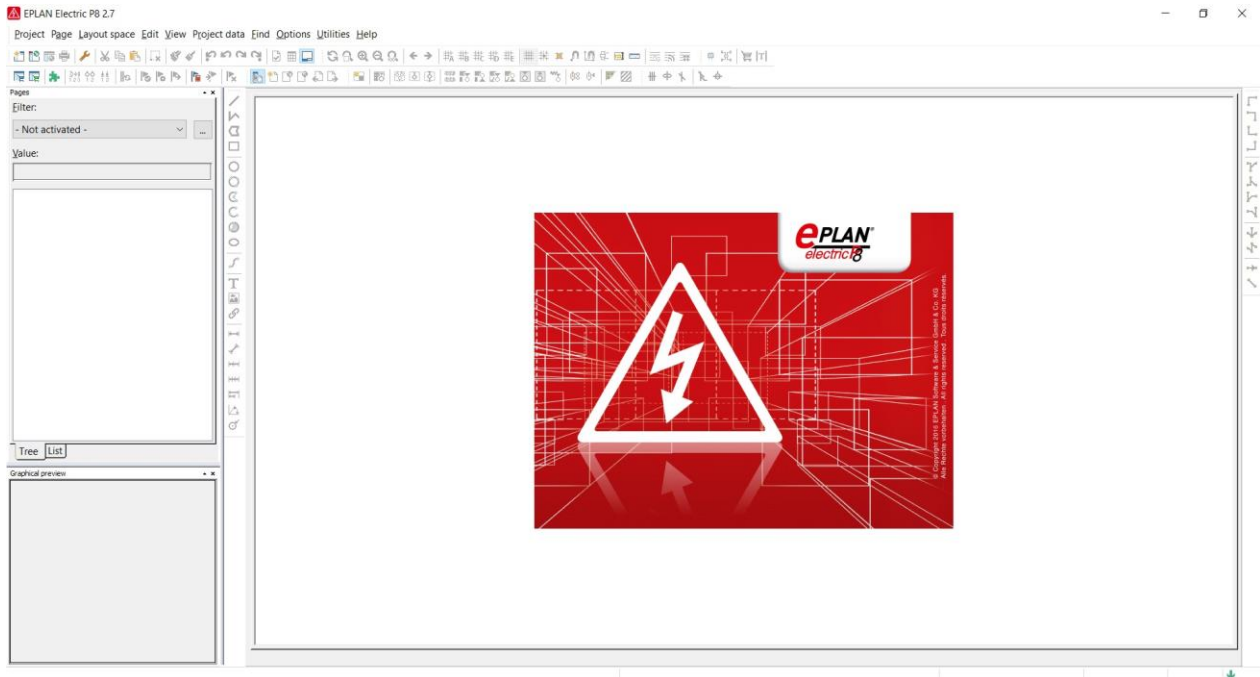 EPLAN Electric P8 2.7
Project Page Layout space Edit View Project data Find Options Utilities Help
Pages
Filter:
- Not activated -
...
Value:
Tree List
Graphical preview
ePLAN®
electric P8
© Copyright 2016 EPLAN Software & Service GmbH & Co. KG.
Alle Rechte vorbehalten . All rights reserved . Tous droits réservés.